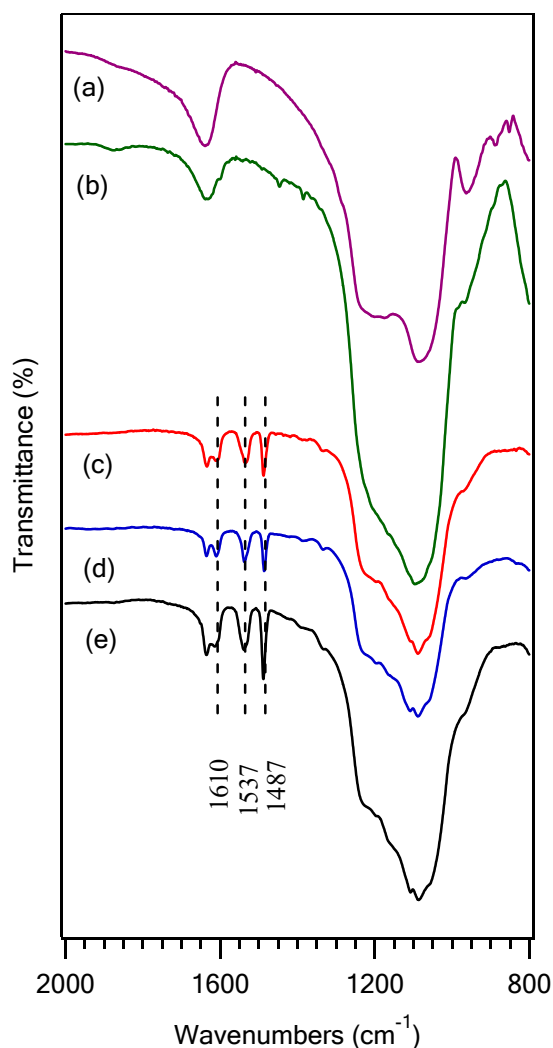 (a)
(b)
(c)
(d)
(e)
Transmittance (%)
1610
1537
1487
2000 1600 1200 800
Wavenumbers (cm⁻¹)